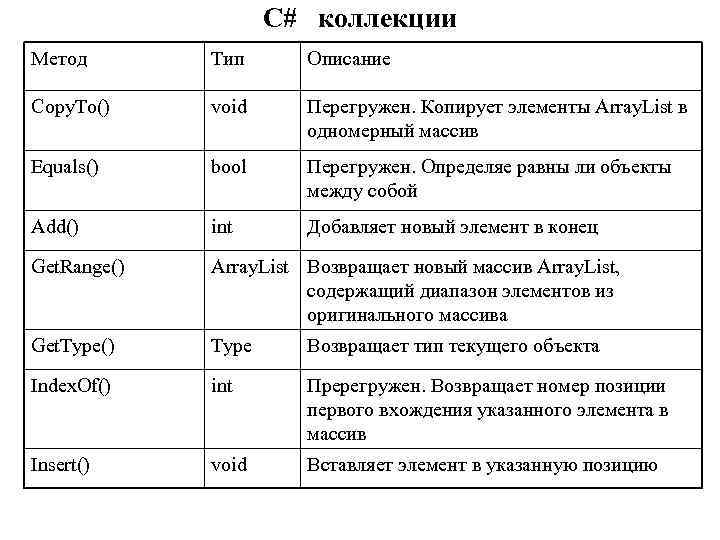 C# коллекции
Метод Тип Описание
Copy.To() void Перегружен. Копирует элементы Array.List в
одномерный массив
Equals() bool Перегружен. Определяе равны ли объекты
между собой
Add() int Добавляет новый элемент в конец
Get.Range() Array.List Возвращает новый массив Array.List,
содержащий диапазон элементов из
оригинального массива
Get.Type() Type Возвращает тип текущего объекта
Index.Of() int Пререгружен. Возвращает номер позиции
первого вхождения указанного элемента в
массив
Insert() void Вставляет элемент в указанную позицию